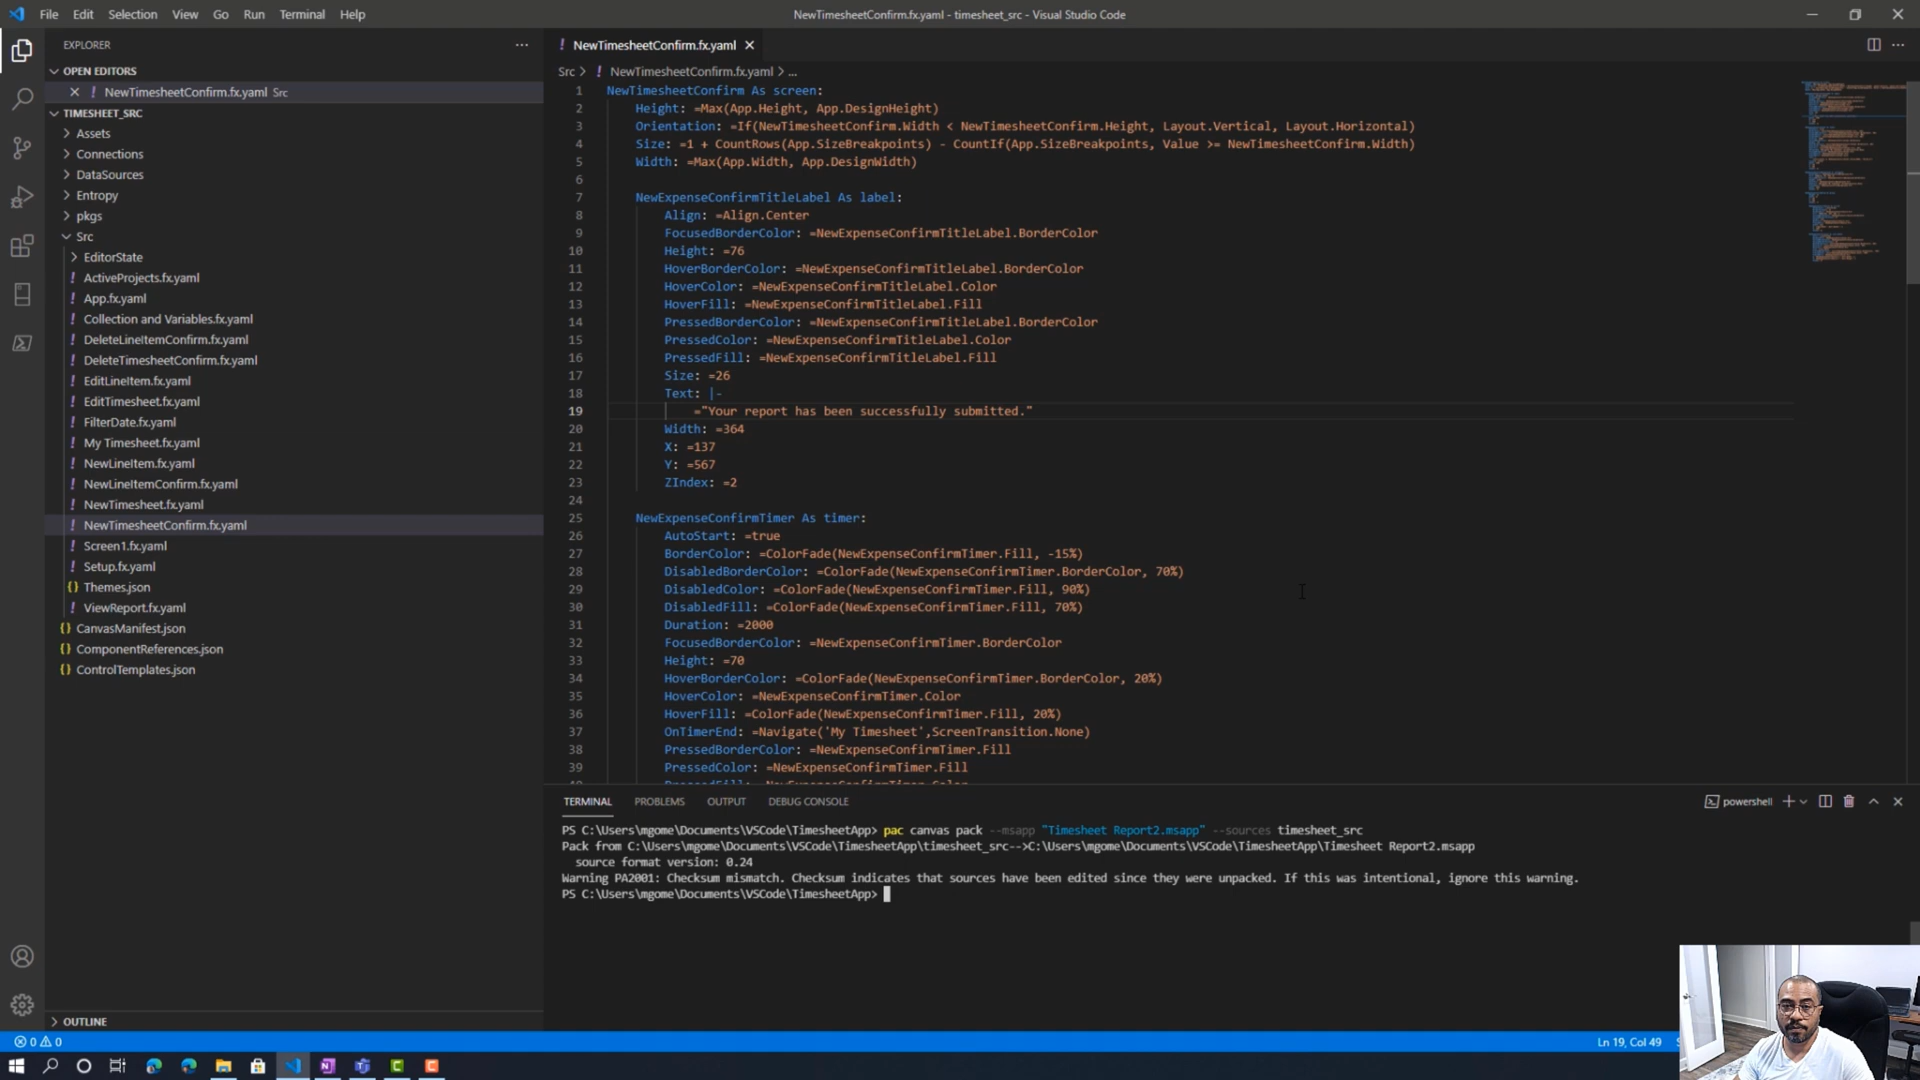 File Edit Selection View Go Run Terminal Help
NewTimesheetConfirm.fx.yaml - timesheet_src - Visual Studio Code
EXPLORER
OPEN EDITORS
! NewTimesheetConfirm.fx.yaml Src
TIMESHEET_SRC
Assets
Connections
DataSources
Entropy
pkgs
Src
EditorState
! ActiveProjects.fx.yaml
! App.fx.yaml
! Collection and Variables.fx.yaml
! DeleteLineItemConfirm.fx.yaml
! DeleteTimesheetConfirm.fx.yaml
! EditLineItem.fx.yaml
! EditTimesheet.fx.yaml
! FilterDate.fx.yaml
! My Timesheet.fx.yaml
! NewLineItem.fx.yaml
! NewLineItemConfirm.fx.yaml
! NewTimesheet.fx.yaml
! NewTimesheetConfirm.fx.yaml
! Screen1.fx.yaml
! Setup.fx.yaml
{} Themes.json
! ViewReport.fx.yaml
{} CanvasManifest.json
{} ComponentReferences.json
{} ControlTemplates.json
OUTLINE
! NewTimesheetConfirm.fx.yaml
Src > ! NewTimesheetConfirm.fx.yaml > ...
1 NewTimesheetConfirm As screen:
2 Height: =Max(App.Height, App.DesignHeight)
3 Orientation: =If(NewTimesheetConfirm.Width < NewTimesheetConfirm.Height, Layout.Vertical, Layout.Horizontal)
4 Size: =1 + CountRows(App.SizeBreakpoints) - CountIf(App.SizeBreakpoints, Value >= NewTimesheetConfirm.Width)
5 Width: =Max(App.Width, App.DesignWidth)
6
7 NewExpenseConfirmTitleLabel As label:
8 Align: =Align.Center
9 FocusedBorderColor: =NewExpenseConfirmTitleLabel.BorderColor
10 Height: =76
11 HoverBorderColor: =NewExpenseConfirmTitleLabel.BorderColor
12 HoverColor: =NewExpenseConfirmTitleLabel.Color
13 HoverFill: =NewExpenseConfirmTitleLabel.Fill
14 PressedBorderColor: =NewExpenseConfirmTitleLabel.BorderColor
15 PressedColor: =NewExpenseConfirmTitleLabel.Color
16 PressedFill: =NewExpenseConfirmTitleLabel.Fill
17 Size: =26
18 Text: |-
19 ="Your report has been successfully submitted."
20 Width: =364
21 X: =137
22 Y: =567
23 ZIndex: =2
24
25 NewExpenseConfirmTimer As timer:
26 AutoStart: =true
27 BorderColor: =ColorFade(NewExpenseConfirmTimer.Fill, -15%)
28 DisabledBorderColor: =ColorFade(NewExpenseConfirmTimer.BorderColor, 70%)
29 DisabledColor: =ColorFade(NewExpenseConfirmTimer.Fill, 90%)
30 DisabledFill: =ColorFade(NewExpenseConfirmTimer.Fill, 70%)
31 Duration: =2000
32 FocusedBorderColor: =NewExpenseConfirmTimer.BorderColor
33 Height: =70
34 HoverBorderColor: =ColorFade(NewExpenseConfirmTimer.BorderColor, 20%)
35 HoverColor: =NewExpenseConfirmTimer.Color
36 HoverFill: =ColorFade(NewExpenseConfirmTimer.Fill, 20%)
37 OnTimerEnd: =Navigate('My Timesheet',ScreenTransition.None)
38 PressedBorderColor: =NewExpenseConfirmTimer.Fill
39 PressedColor: =NewExpenseConfirmTimer.Fill
TERMINAL PROBLEMS OUTPUT DEBUG CONSOLE
powershell
PS C:\Users\mgome\Documents\VSCode\TimesheetApp> pac canvas pack --msapp "Timesheet Report2.msapp" --sources timesheet_src
Pack from C:\Users\mgome\Documents\VSCode\TimesheetApp\timesheet_src-->C:\Users\mgome\Documents\VSCode\TimesheetApp\Timesheet Report2.msapp
source format version: 0.24
Warning PA2001: Checksum mismatch. Checksum indicates that sources have been edited since they were unpacked. If this was intentional, ignore this warning.
PS C:\Users\mgome\Documents\VSCode\TimesheetApp>
0 0
Ln 19, Col 49